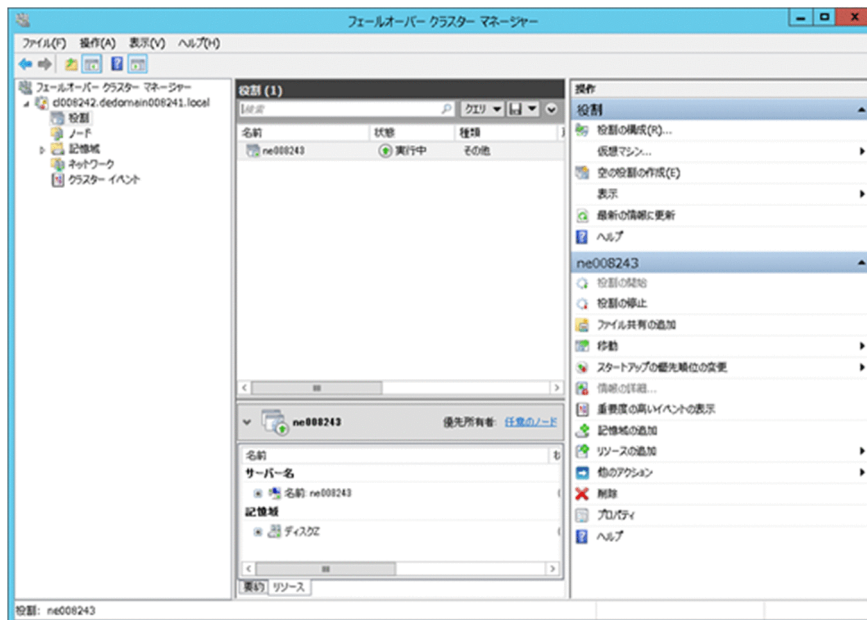 フェールオーバー クラスター マネージャー
ファイル(F) 操作(A) 表示(V) ヘルプ(H)
フェールオーバー クラスター マネージャー
cl008242.dedomain008241.local
役割
ノード
記憶域
ネットワーク
クラスター イベント
役割 (1)
検索
クエリ
名前 状態 種類
ne008243 実行中 その他
ne008243 優先所有者: 任意のノード
名前
サーバー名
名前: ne008243
記憶域
ディスクZ
要約 リソース
操作
役割
役割の構成(R)...
仮想マシン...
空の役割の作成(E)
表示
最新の情報に更新
ヘルプ
ne008243
役割の開始
役割の停止
ファイル共有の追加
移動
スタートアップの優先順位の変更
情報の詳細...
重要度の高いイベントの表示
記憶域の追加
リソースの追加
他のアクション
削除
プロパティ
ヘルプ
役割: ne008243